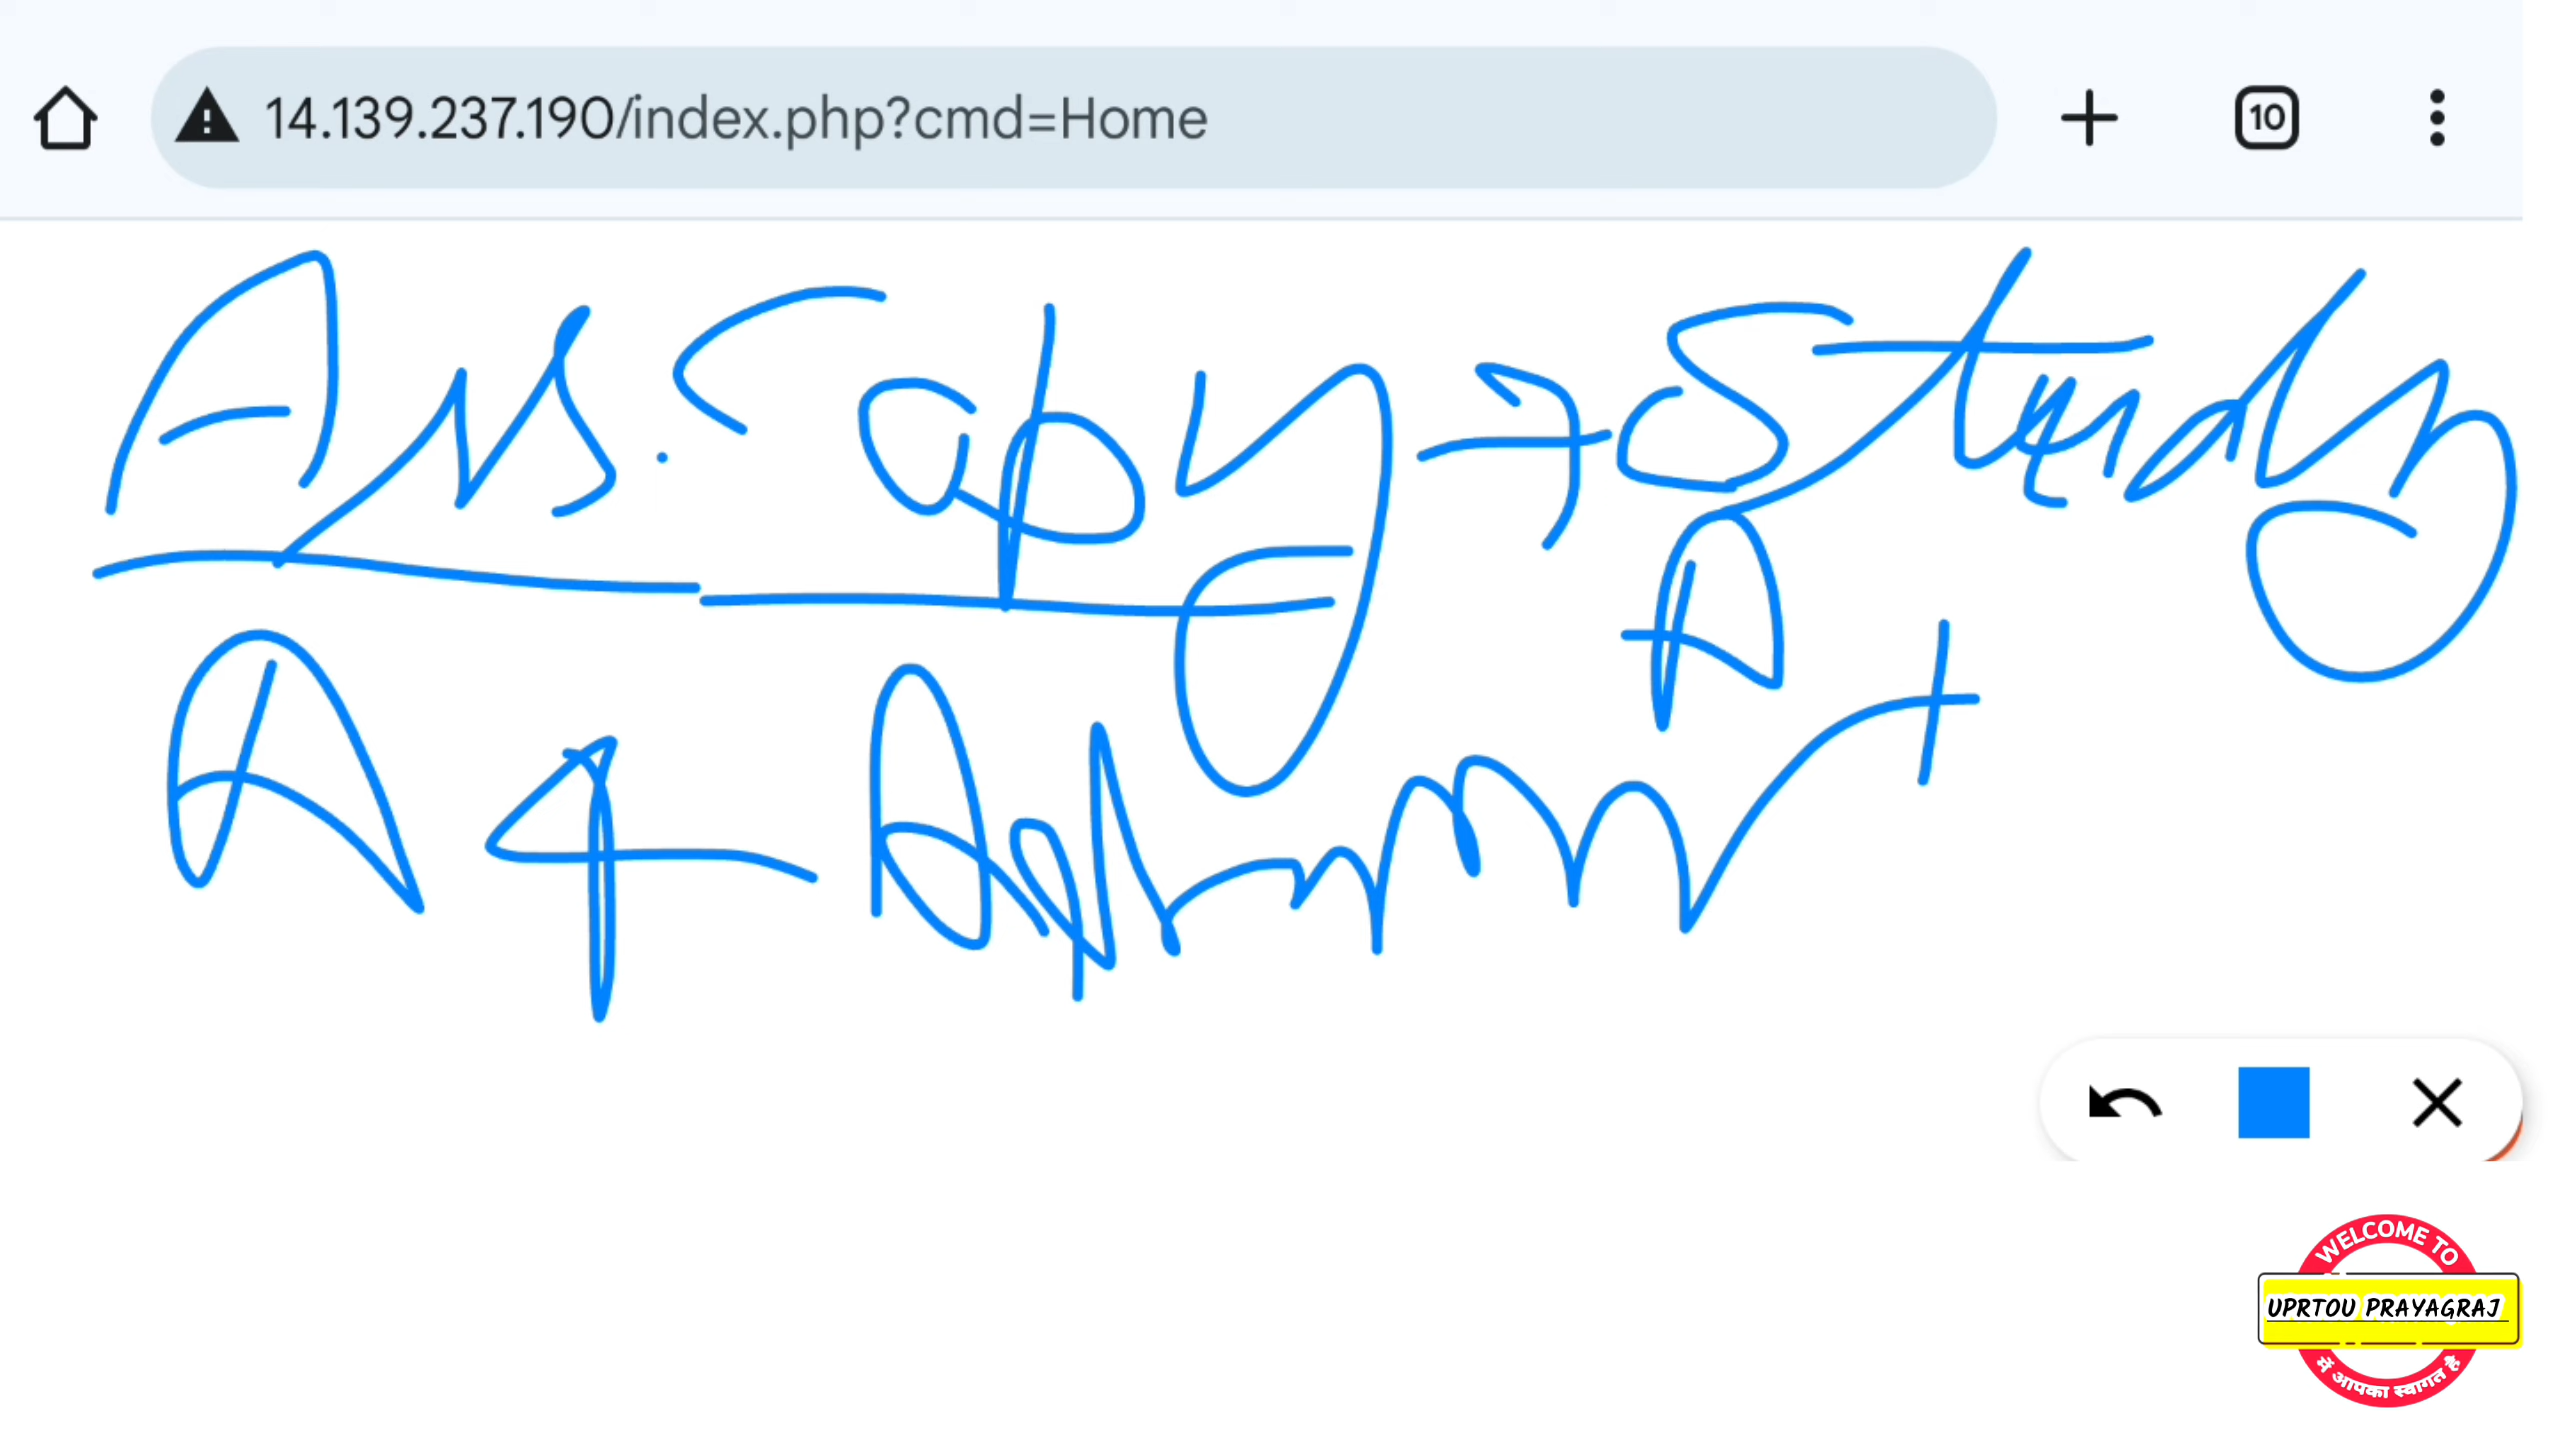 14.139.237.190/index.php?cmd=Home
10
Ans. Copy → Study
A4
WELCOME TO
UPRTOU PRAYAGRAJ
में आपका स्वागत है